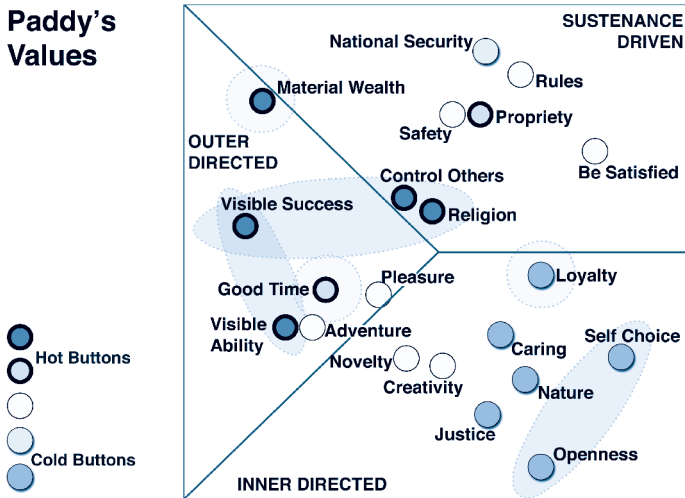 Paddy's
Values
SUSTENANCE
DRIVEN
National Security
Rules
Material Wealth
Propriety
Safety
OUTER
DIRECTED
Be Satisfied
Control Others
Visible Success
Religion
Good Time
Pleasure
Loyalty
Visible
Ability
Adventure
Self Choice
Caring
Novelty
Creativity
Nature
Justice
Openness
INNER DIRECTED
Hot Buttons
Cold Buttons